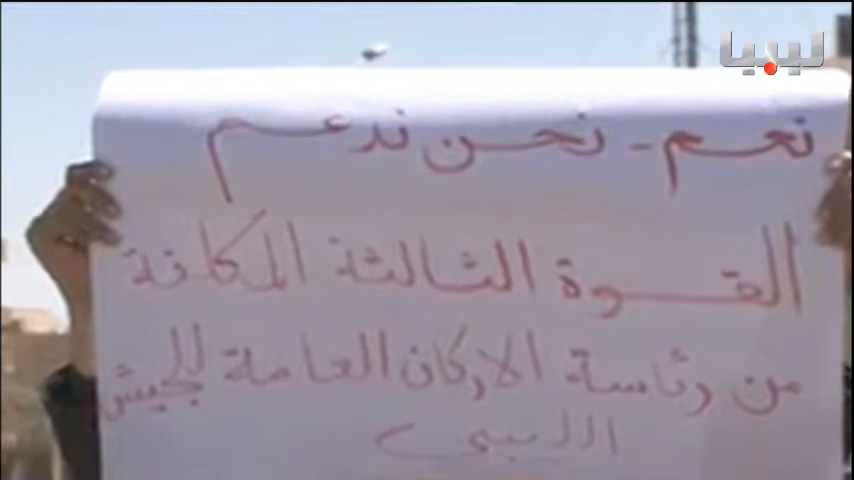 ليبيا
نعم - نحن ندعم
القوة الثالثة المكلفة
من رئاسة الاركان العامة للجيش
الليبي